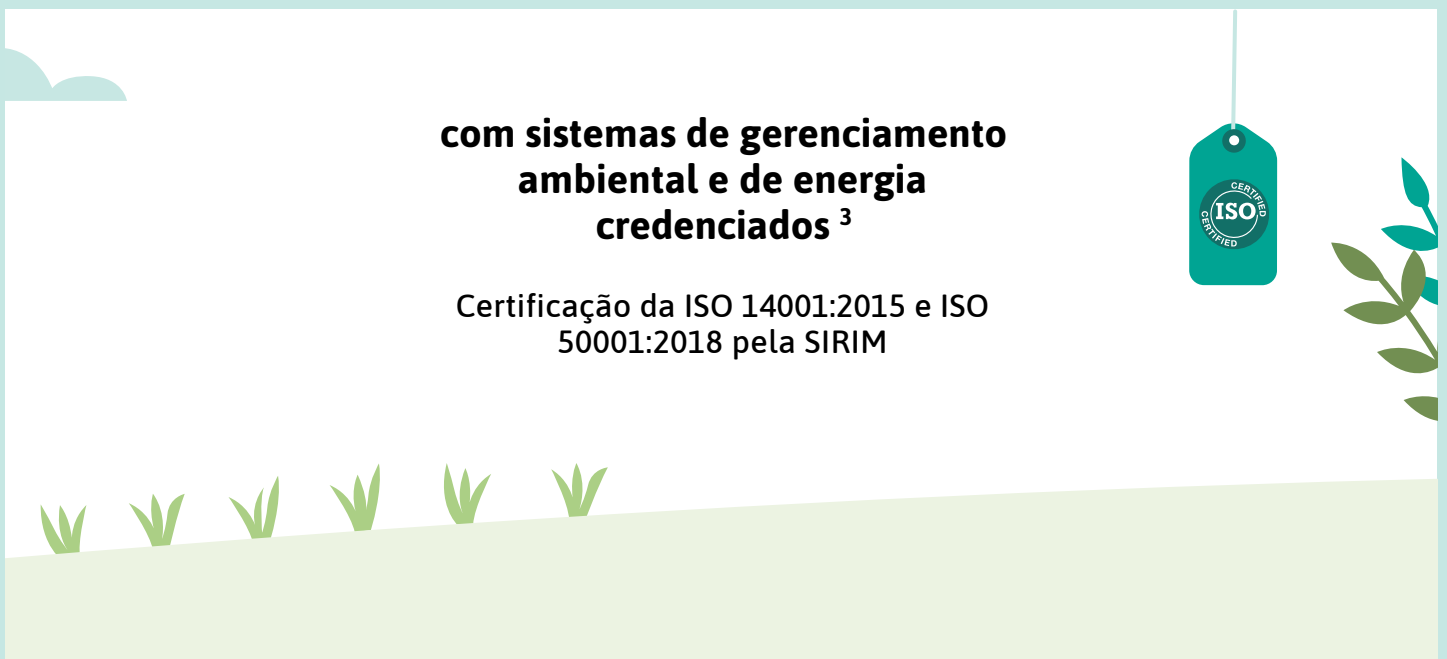 com sistemas de gerenciamento
ambiental e de energia
credenciados ³
Certificação da ISO 14001:2015 e ISO
50001:2018 pela SIRIM
CERTIFIED
ISO
CERTIFIED